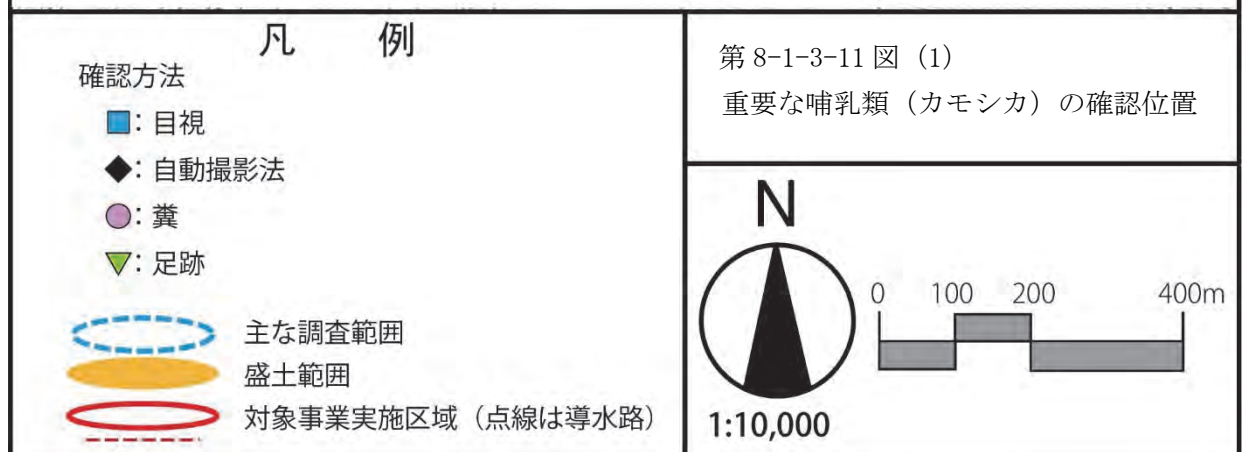 凡 例
確認方法
■: 目視
◆: 自動撮影法
●: 糞
▼: 足跡
主な調査範囲
盛土範囲
対象事業実施区域（点線は導水路）
第 8-1-3-11 図 (1)
重要な哺乳類（カモシカ）の確認位置
N
1:10,000
0 100 200 400m